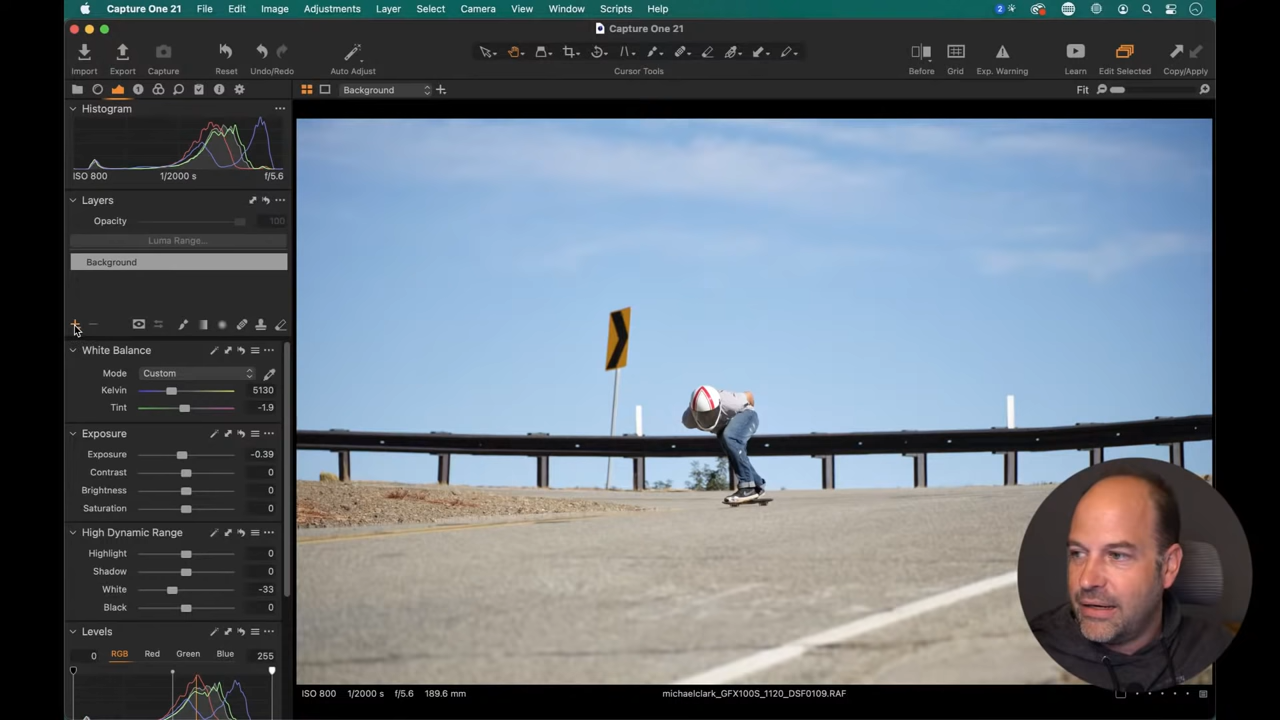 Capture One 21 File Edit Image Adjustments Layer Select Camera View Window Scripts Help 2
Capture One 21
Import Export Capture Reset Undo/Redo Auto Adjust Cursor Tools Before Grid Exp. Warning Learn Edit Selected Copy/Apply
Background Fit
Histogram
ISO 800 1/2000 s f/5.6
Layers
Opacity 100
Luma Range...
Background
White Balance
Mode Custom
Kelvin 5130
Tint -1.9
Exposure
Exposure -0.39
Contrast 0
Brightness 0
Saturation 0
High Dynamic Range
Highlight 0
Shadow 0
White -33
Black 0
Levels
0 RGB Red Green Blue 255
ISO 800 1/2000 s f/5.6 189.6 mm michaelclark_GFX100S_1120_DSF0109.RAF